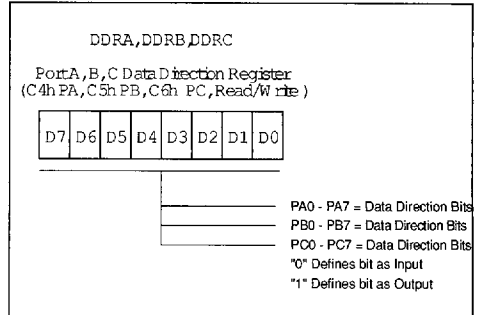 DDRA,DDRB,DDRC
Port A,B,C Data Direction Register
(C4h PA,C5h PB,C6h PC,Read/Write)
D7 D6 D5 D4 D3 D2 D1 D0
PA0 - PA7 = Data Direction Bits
PB0 - PB7 = Data Direction Bits
PC0 - PC7 = Data Direction Bits
"0" Defines bit as Input
"1" Defines bit as Output